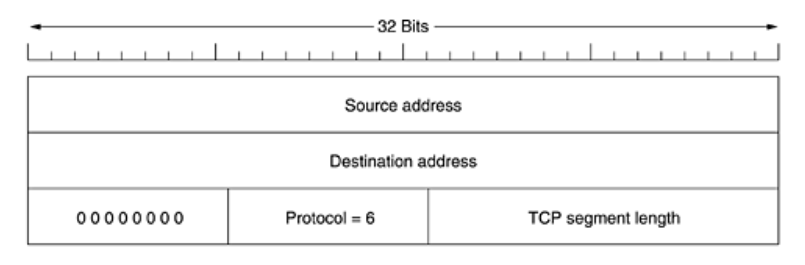 32 Bits
Source address
Destination address
0 0 0 0 0 0 0 0 Protocol = 6 TCP segment length